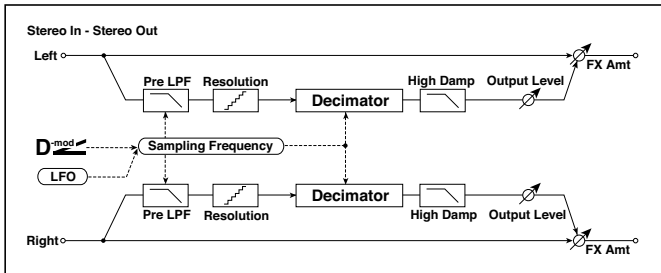 Stereo In - Stereo Out
Left
FX Amt
Pre LPF
Resolution
Decimator
High Damp
Output Level
D-mod
Sampling Frequency
LFO
Pre LPF
Resolution
Decimator
High Damp
Output Level
Right
FX Amt